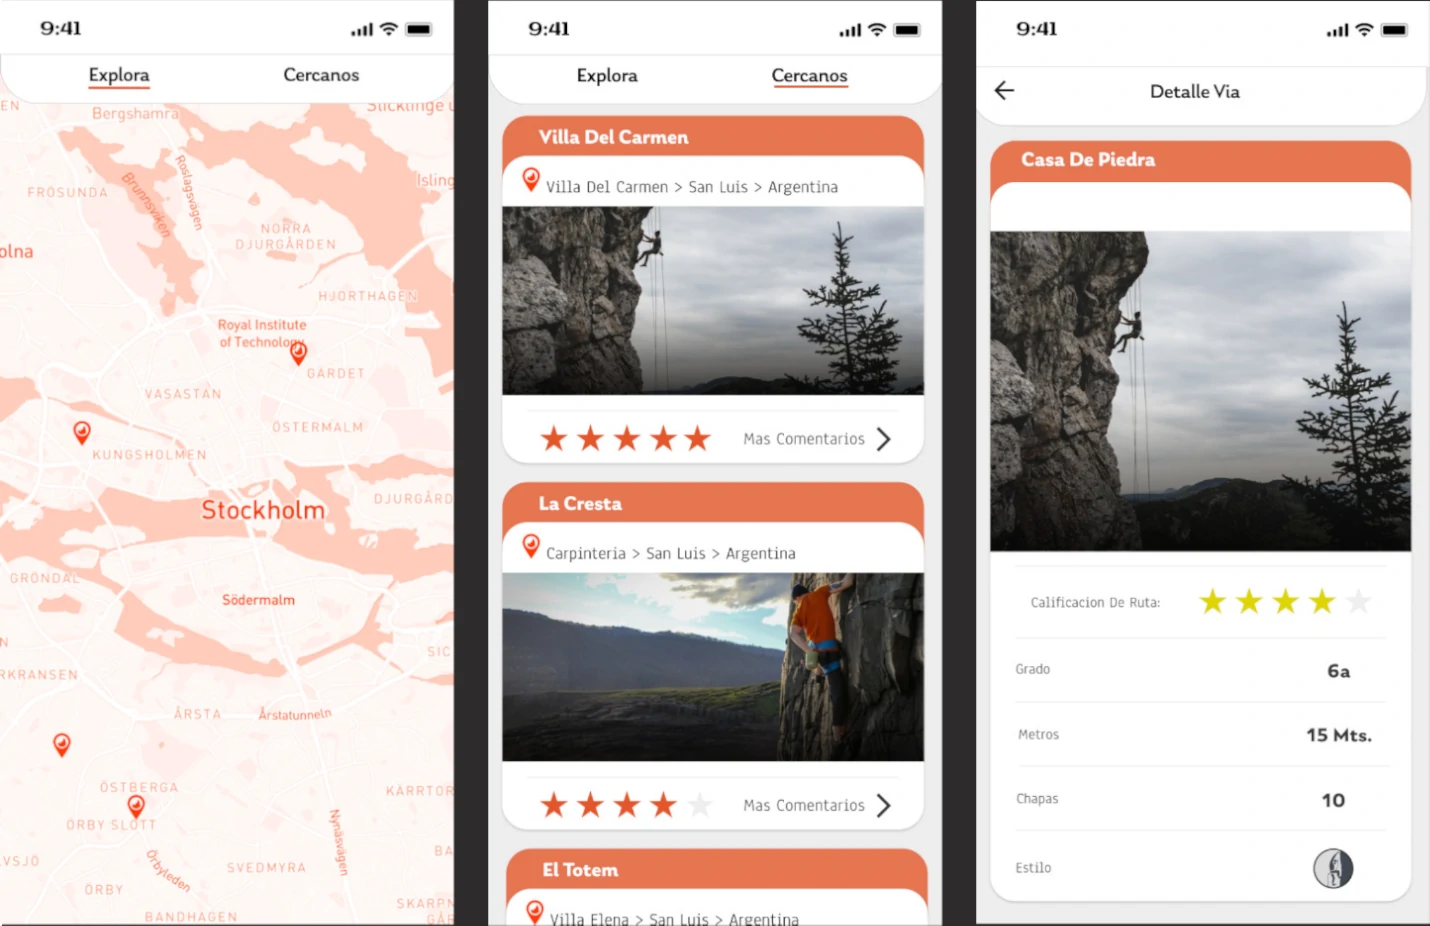 9:41
Explora
Cercanos
EN
Bergshamra
Sticklinge u
Roslagsvägen
Brunnsviken
Isling
FRÖSUNDA
NORRA
DJURGÅRDEN
olna
HJORTHAGEN
Royal Institute
of Technology
GÄRDET
VASASTAN
ÖSTERMALM
KUNGSHOLMEN
DJURGÅRD
Stockholm
GRÖNDAL
Södermalm
N
SIC
RKRANSEN
ÅRSTA
Årstatunneln
ÖSTBERGA
KÄRRTOR
ÖRBY SLOTT
Nynäsvägen
VSJÖ
Örbyleden
SVEDMYRA
BA
ÖRBY
SKARPN
GÅR
BANDHAGEN
9:41
Explora
Cercanos
Villa Del Carmen
Villa Del Carmen > San Luis > Argentina
Mas Comentarios
La Cresta
Carpinteria > San Luis > Argentina
Mas Comentarios
El Totem
Villa Elena > San Luis > Argentina
9:41
Detalle Via
Casa De Piedra
Calificacion De Ruta:
Grado
6a
Metros
15 Mts.
Chapas
10
Estilo